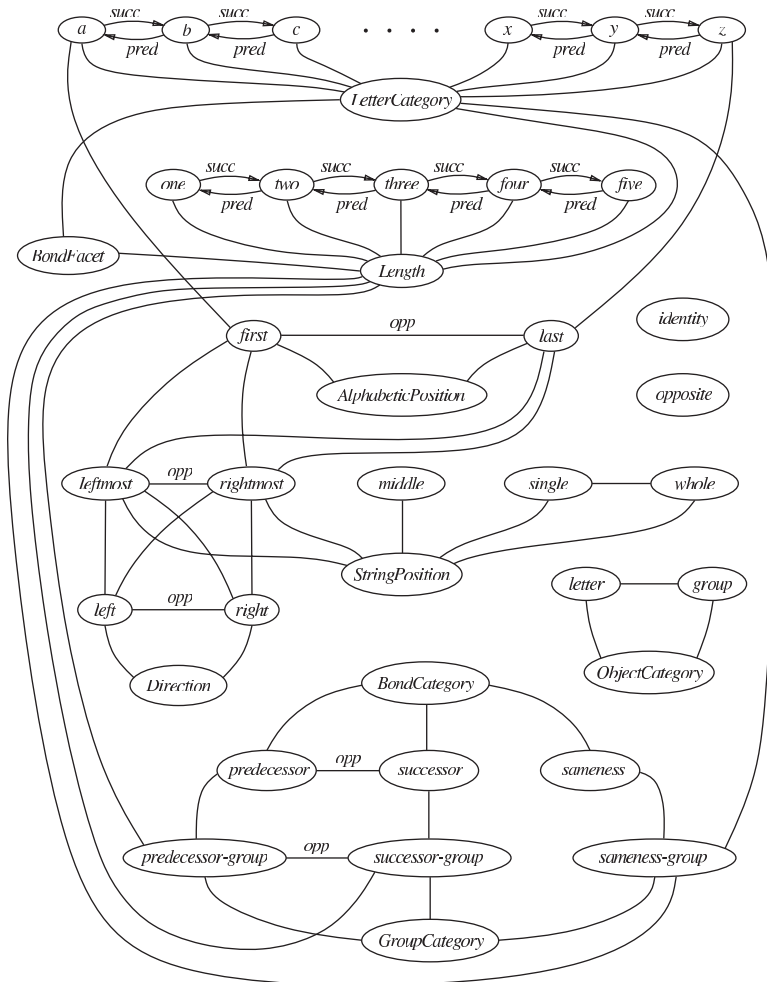 succ succ succ succ
a b c . . . . x y z
pred pred pred pred
LetterCategory
succ succ succ succ
one two three four five
pred pred pred pred
BondFacet
Length
opp
first last identity
AlphabeticPosition opposite
opp
leftmost rightmost middle single whole
StringPosition
letter group
opp
left right
ObjectCategory
Direction BondCategory
opp
predecessor successor sameness
opp
predecessor-group successor-group sameness-group
GroupCategory